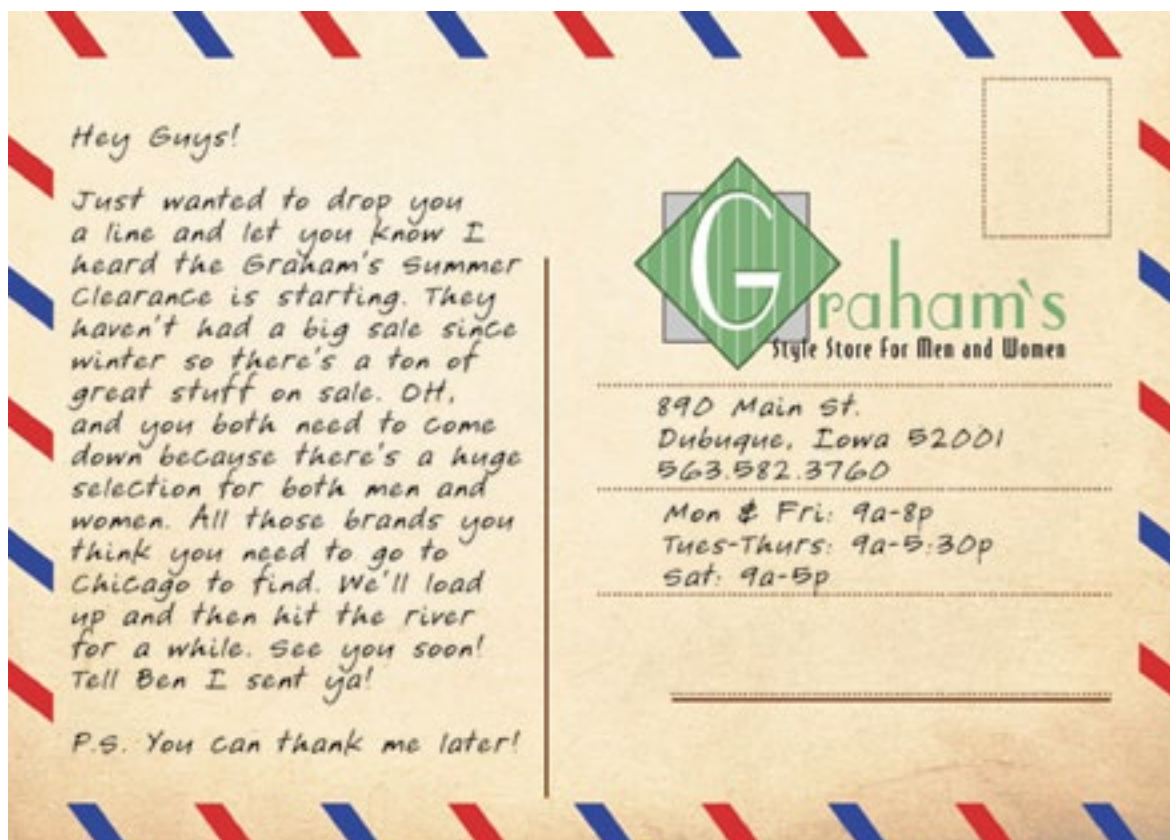 Hey Guys!
Just wanted to drop you
a line and let you know I
heard the Graham's Summer
Clearance is starting. They
haven't had a big sale since
winter so there's a ton of
great stuff on sale. OH,
and you both need to come
down because there's a huge
selection for both men and
women. All those brands you
think you need to go to
Chicago to find. We'll load
up and then hit the river
for a while. See you soon!
Tell Ben I sent ya!
P.S. You can thank me later!
Graham`s
Style Store For Men and Women
890 Main St.
Dubuque, Iowa 52001
563.582.3760
Mon & Fri: 9a-8p
Tues-Thurs: 9a-5:30p
Sat: 9a-5p